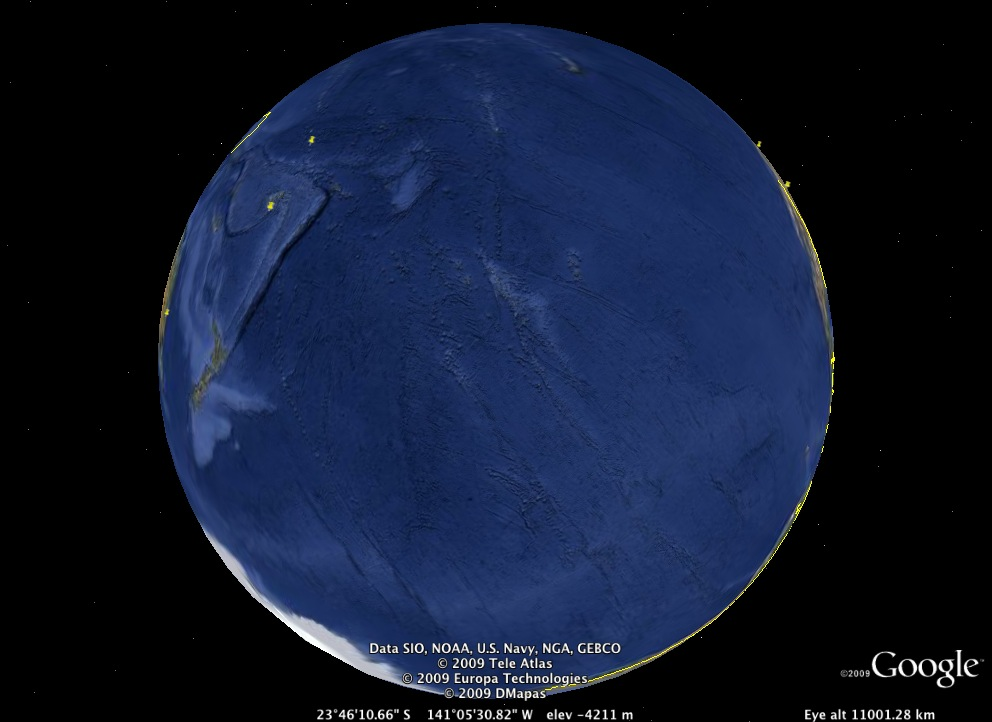 Data SIO, NOAA, U.S. Navy, NGA, GEBCO
© 2009 Tele Atlas
© 2009 Europa Technologies
© 2009 DMapas
©2009 Google™
23°46'10.66" S 141°05'30.82" W elev -4211 m Eye alt 11001.28 km